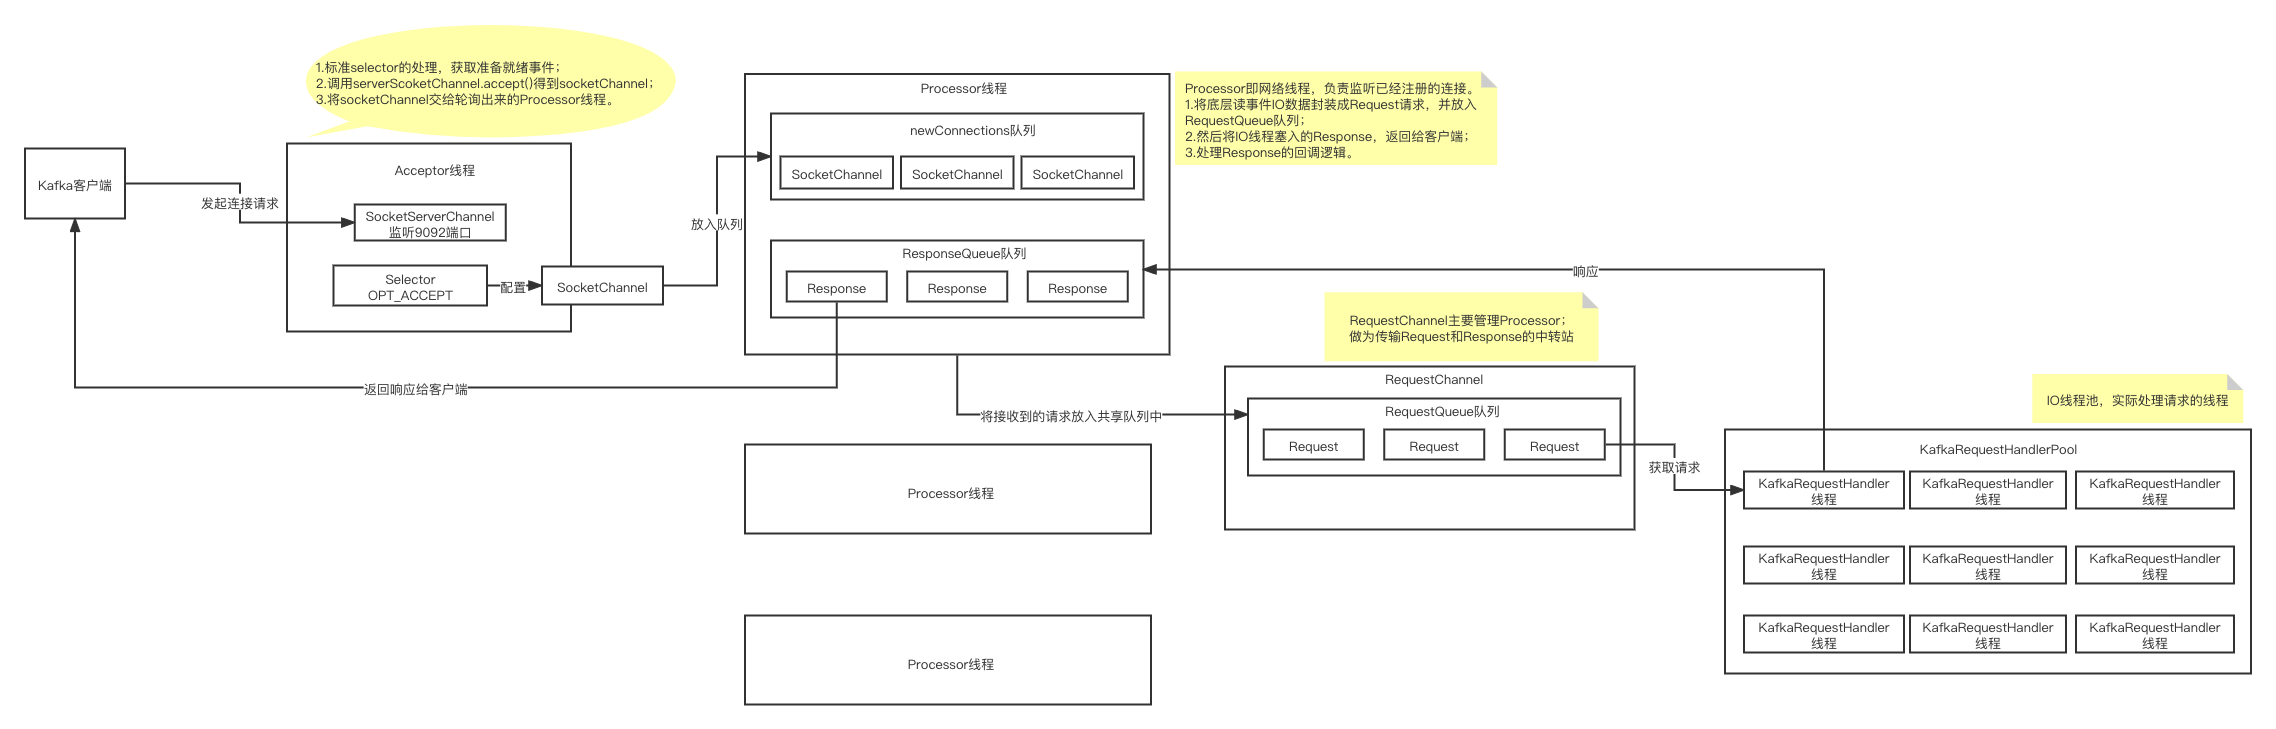 1.标准selector的处理，获取准备就绪事件；
2.调用serverScoketChannel.accept()得到socketChannel；
3.将socketChannel交给轮询出来的Processor线程。
Kafka客户端
发起连接请求
Acceptor线程
SocketServerChannel
监听9092端口
Selector
OPT_ACCEPT
配置
SocketChannel
放入队列
Processor线程
newConnections队列
SocketChannel
SocketChannel
SocketChannel
ResponseQueue队列
Response
Response
Response
返回响应给客户端
Processor即网络线程，负责监听已经注册的连接。
1.将底层读事件IO数据封装成Request请求，并放入
RequestQueue队列；
2.然后将IO线程塞入的Response，返回给客户端；
3.处理Response的回调逻辑。
响应
RequestChannel主要管理Processor；
做为传输Request和Response的中转站
将接收到的请求放入共享队列中
RequestChannel
RequestQueue队列
Request
Request
Request
获取请求
Processor线程
Processor线程
IO线程池，实际处理请求的线程
KafkaRequestHandlerPool
KafkaRequestHandler
线程
KafkaRequestHandler
线程
KafkaRequestHandler
线程
KafkaRequestHandler
线程
KafkaRequestHandler
线程
KafkaRequestHandler
线程
KafkaRequestHandler
线程
KafkaRequestHandler
线程
KafkaRequestHandler
线程